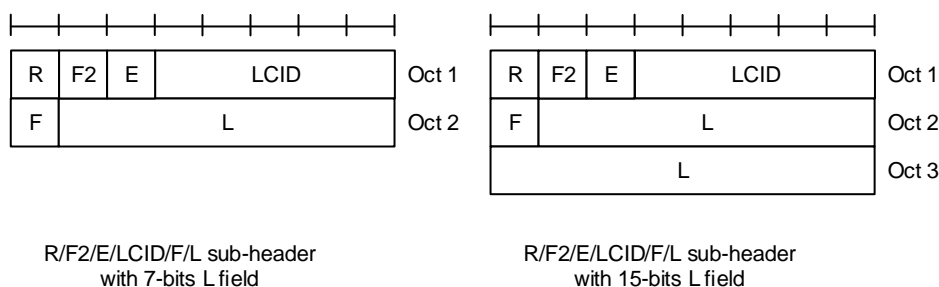 R F2 E LCID Oct 1
F L Oct 2
R/F2/E/LCID/F/L sub-header
with 7-bits L field
R F2 E LCID Oct 1
F L Oct 2
L Oct 3
R/F2/E/LCID/F/L sub-header
with 15-bits L field